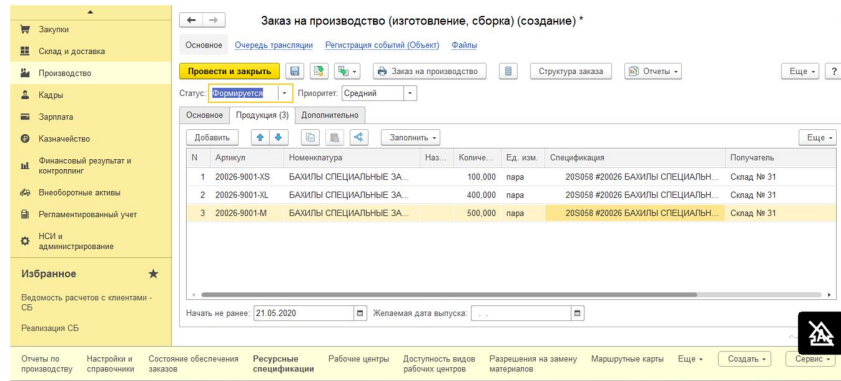 Заказ на производство (изготовление, сборка) (создание) *
Закупки
Склад и доставка
Производство
Кадры
Зарплата
Казначейство
Финансовый результат и
контроллинг
Внеоборотные активы
Регламентированный учет
НСИ и
администрирование
Избранное
Ведомость расчетов с клиентами -
СБ
Реализация СБ
Основное Очередь трансляции Регистрация событий (Объект) Файлы
Провести и закрыть Заказ на производство Структура заказа Отчеты Еще ?
Статус: Формируется Приоритет: Средний
Основное Продукция (3) Дополнительно
Добавить Заполнить Еще
N Артикул Номенклатура Наз... Количе... Ед. изм. Спецификация Получатель
1 20026-9001-XS БАХИЛЫ СПЕЦИАЛЬНЫЕ ЗА... 100,000 пара 20S058 #20026 БАХИЛЫ СПЕЦИАЛЬН... Склад № 31
2 20026-9001-XL БАХИЛЫ СПЕЦИАЛЬНЫЕ ЗА... 400,000 пара 20S058 #20026 БАХИЛЫ СПЕЦИАЛЬН... Склад № 31
3 20026-9001-M БАХИЛЫ СПЕЦИАЛЬНЫЕ ЗА... 500,000 пара 20S058 #20026 БАХИЛЫ СПЕЦИАЛЬН... Склад № 31
Начать не ранее: 21.05.2020 Желаемая дата выпуска: . .
Отчеты по Настройки и Состояние обеспечения Ресурсные Рабочие центры Доступность видов Разрешения на замену Маршрутные карты Еще Создать Сервис
производству справочники заказов спецификации рабочих центров материалов